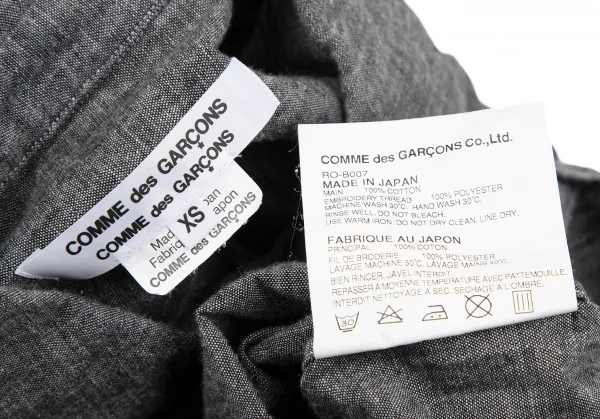 COMME des GARÇONS
COMME des GARÇONS
XS
COMME des GARÇONS
COMME des GARÇONS CO.,Ltd.
RO-B007
MADE IN JAPAN
MAIN 100% COTTON
EMBROIDERY THREAD 100% POLYESTER
MACHINE WASH 30℃. HAND WASH 30℃.
RINSE WELL. DO NOT BLEACH.
USE WARM IRON. DO NOT DRY CLEAN. LINE DRY.
FABRIQUE AU JAPON
PRINCIPAL 100% COTON
FIL DE BRODERIE 100% POLYESTER
LAVAGE MACHINE 30℃, LAVAGE MAINS 30℃.
BIEN RINCER, JAVEL INTERDIT.
REPASSER A MOYENNE TEMPERATURE AVEC PATTEMOUILLE.
INTERDIT NETTOYAGE A SEC. SECHAGE A L'OMBRE.
30